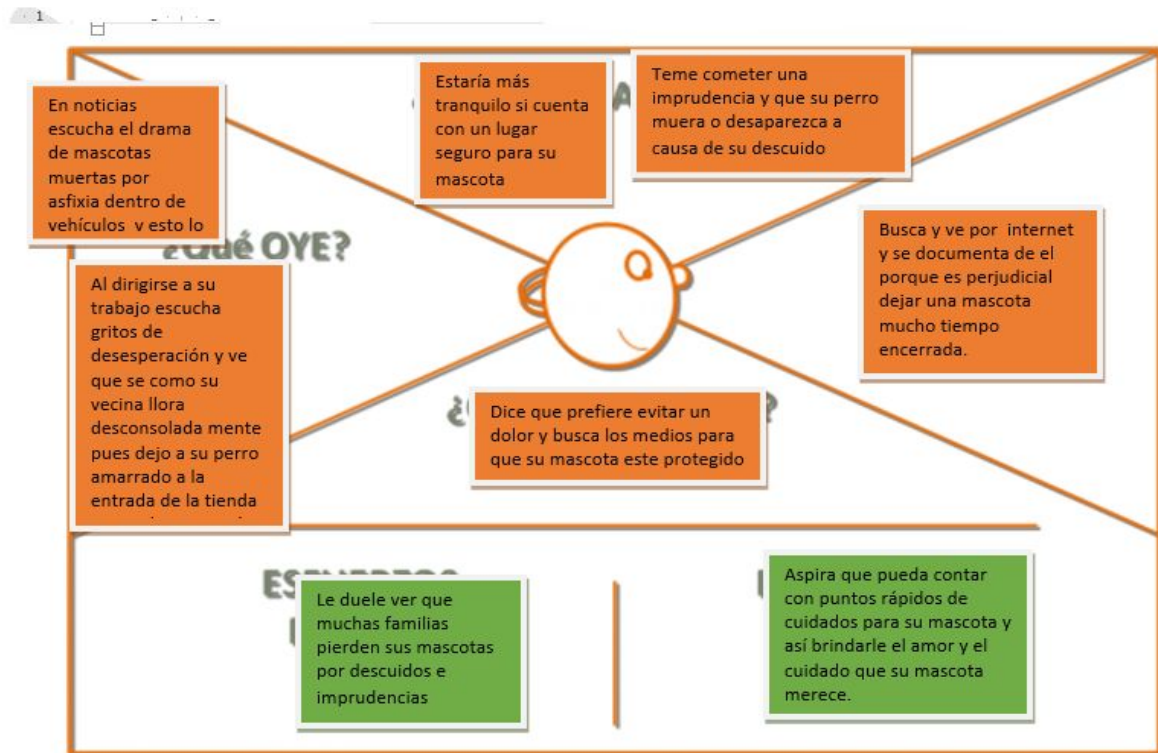 1
En noticias
escucha el drama
de mascotas
muertas por
asfixia dentro de
vehículos y esto lo
Estaría más
tranquilo si cuenta
con un lugar
seguro para su
mascota
Teme cometer una
imprudencia y que su perro
muera o desaparezca a
causa de su descuido
¿Qué OYE?
Al dirigirse a su
trabajo escucha
gritos de
desesperación y ve
que se como su
vecina llora
desconsolada mente
pues dejo a su perro
amarrado a la
entrada de la tienda
Busca y ve por internet
y se documenta de el
porque es perjudicial
dejar una mascota
mucho tiempo
encerrada.
Dice que prefiere evitar un
dolor y busca los medios para
que su mascota este protegido
Le duele ver que
muchas familias
pierden sus mascotas
por descuidos e
imprudencias
Aspira que pueda contar
con puntos rápidos de
cuidados para su mascota y
así brindarle el amor y el
cuidado que su mascota
merece.